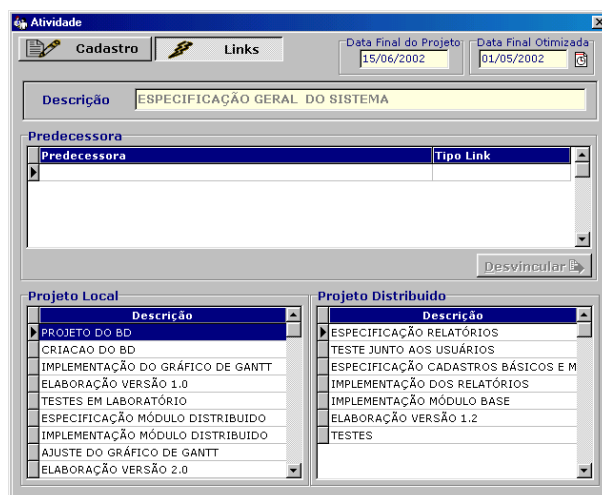 Atividade
Cadastro
Links
Data Final do Projeto
15/06/2002
Data Final Otimizada
01/05/2002
Descrição
ESPECIFICAÇÃO GERAL DO SISTEMA
Predecessora
Predecessora
Tipo Link
Desvincular
Projeto Local
Descrição
PROJETO DO BD
CRIACAO DO BD
IMPLEMENTAÇÃO DO GRÁFICO DE GANTT
ELABORAÇÃO VERSÃO 1.0
TESTES EM LABORATÓRIO
ESPECIFICAÇÃO MÓDULO DISTRIBUIDO
IMPLEMENTAÇÃO MÓDULO DISTRIBUIDO
AJUSTE DO GRÁFICO DE GANTT
ELABORAÇÃO VERSÃO 2.0
Projeto Distribuido
Descrição
ESPECIFICAÇÃO RELATÓRIOS
TESTE JUNTO AOS USUÁRIOS
ESPECIFICAÇÃO CADASTROS BÁSICOS E M
IMPLEMENTAÇÃO DOS RELATÓRIOS
IMPLEMENTAÇÃO MÓDULO BASE
ELABORAÇÃO VERSÃO 1.2
TESTES